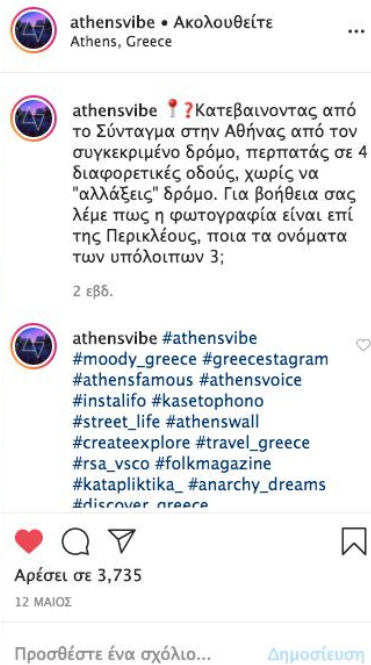 athensvibe • Ακολουθείτε
Athens, Greece
athensvibe 📍❓Κατεβαινοντας από
το Σύνταγμα στην Αθήνας από τον
συγκεκριμένο δρόμο, περπατάς σε 4
διαφορετικές οδούς, χωρίς να
"αλλάξεις" δρόμο. Για βοήθεια σας
λέμε πως η φωτογραφία είναι επί
της Περικλέους, ποια τα ονόματα
των υπόλοιπων 3;
2 εβδ.
athensvibe #athensvibe
#moody_greece #greecestagram
#athensfamous #athensvoice
#instalifo #kasetophono
#street_life #athenswall
#createexplore #travel_greece
#rsa_vsco #folkmagazine
#katapliktika_ #anarchy_dreams
#discover_greece
Αρέσει σε 3,735
12 ΜΑΙΟΣ
Προσθέστε ένα σχόλιο... Δημοσίευση